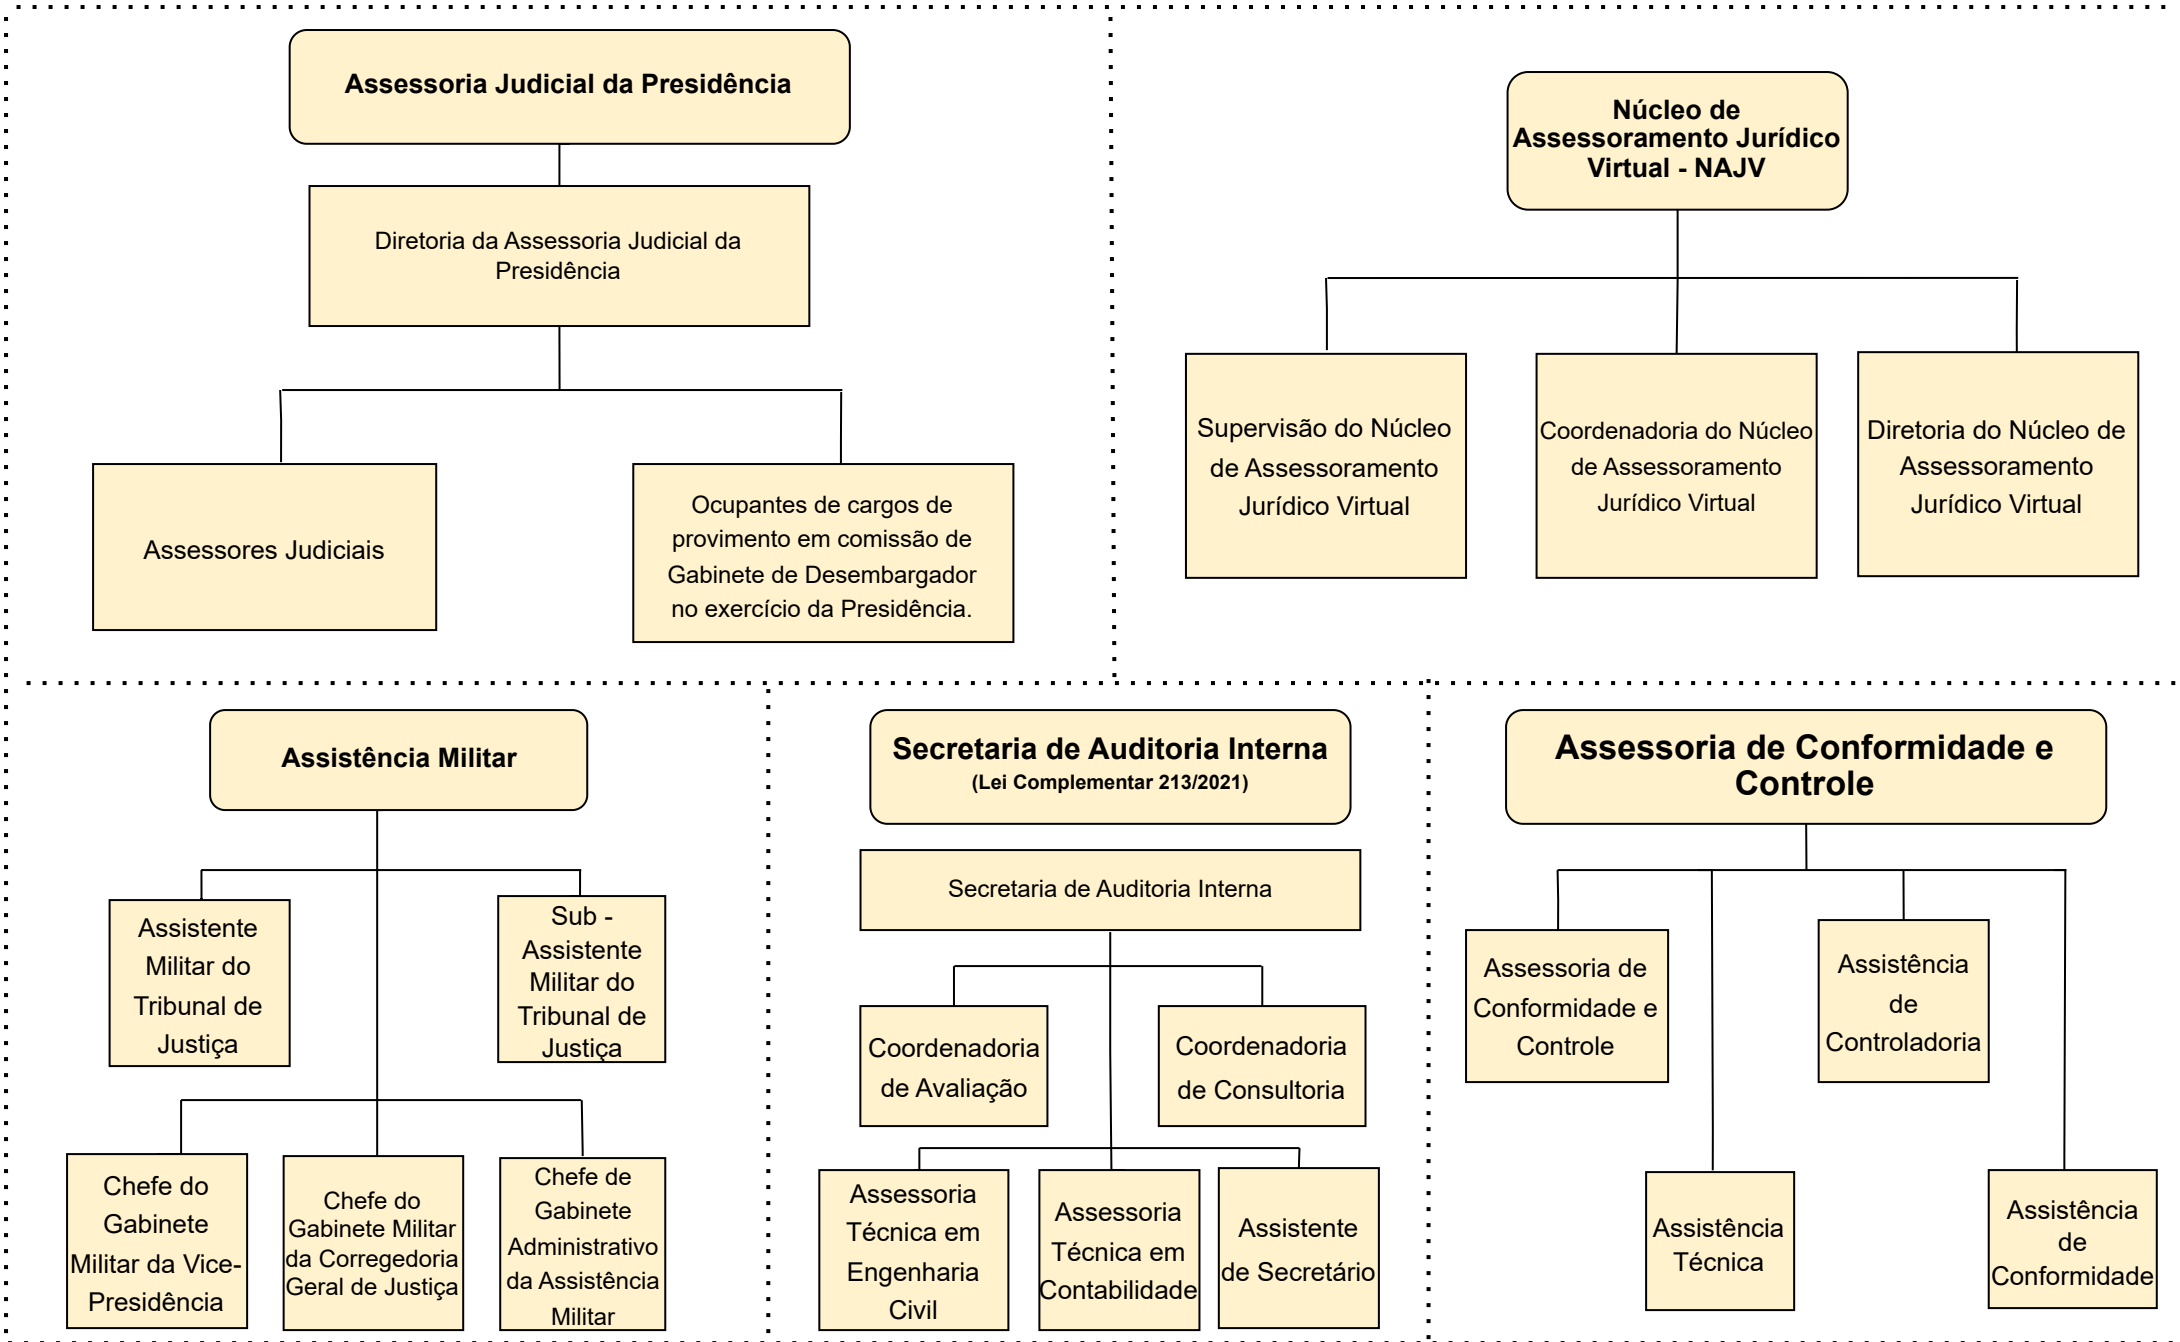 Assessoria Judicial da Presidência
Diretoria da Assessoria Judicial da
Presidência
Assessores Judiciais
Ocupantes de cargos de
provimento em comissão de
Gabinete de Desembargador
no exercício da Presidência.
Núcleo de
Assessoramento Jurídico
Virtual - NAJV
Supervisão do Núcleo
de Assessoramento
Jurídico Virtual
Coordenadoria do Núcleo
de Assessoramento
Jurídico Virtual
Diretoria do Núcleo de
Assessoramento
Jurídico Virtual
Assistência Militar
Assistente
Militar do
Tribunal de
Justiça
Sub -
Assistente
Militar do
Tribunal de
Justiça
Chefe do
Gabinete
Militar da Vice-
Presidência
Chefe do
Gabinete Militar
da Corregedoria
Geral de Justiça
Chefe de
Gabinete
Administrativo
da Assistência
Militar
Secretaria de Auditoria Interna
(Lei Complementar 213/2021)
Secretaria de Auditoria Interna
Coordenadoria
de Avaliação
Coordenadoria
de Consultoria
Assessoria
Técnica em
Engenharia
Civil
Assessoria
Técnica em
Contabilidade
Assistente
de Secretário
Assessoria de Conformidade e
Controle
Assessoria de
Conformidade e
Controle
Assistência
de
Controladoria
Assistência
Técnica
Assistência
de
Conformidade